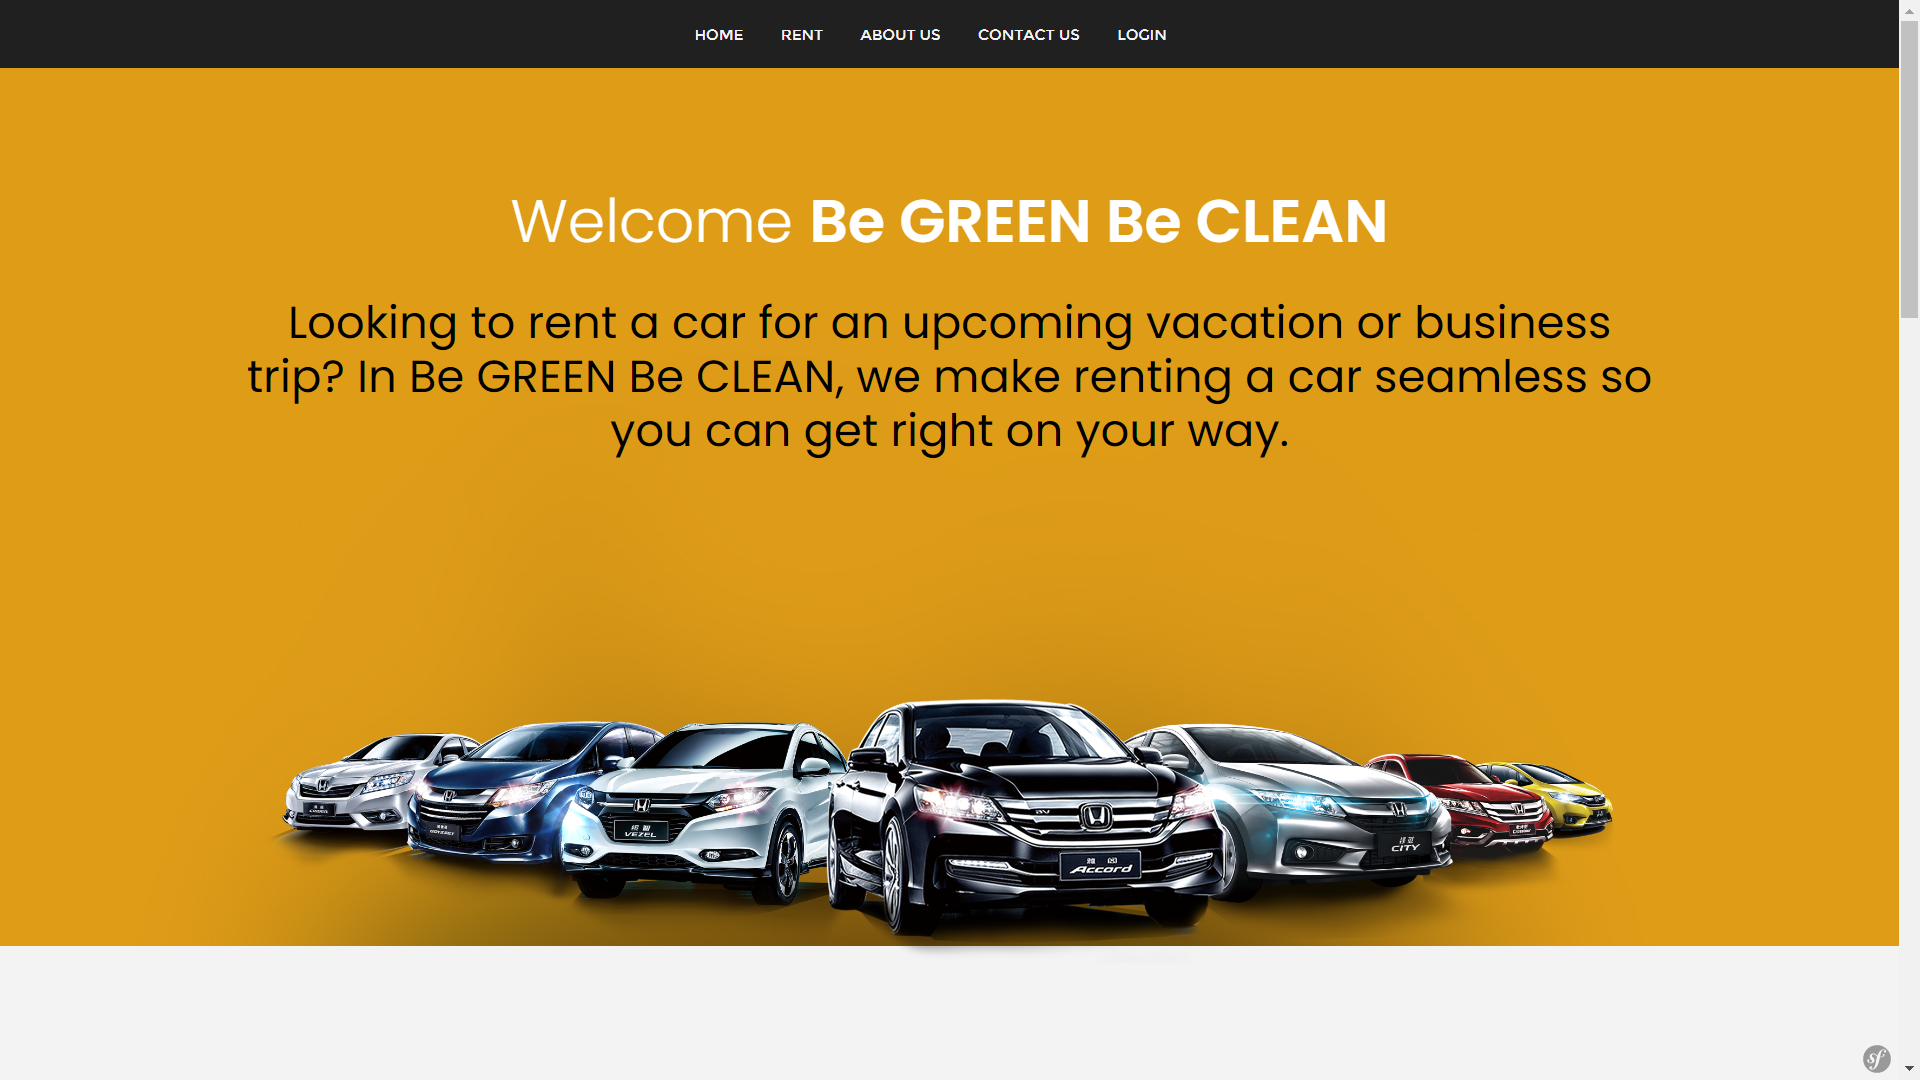 HOME RENT ABOUT US CONTACT US LOGIN
Welcome Be GREEN Be CLEAN
Looking to rent a car for an upcoming vacation or business
trip? In Be GREEN Be CLEAN, we make renting a car seamless so
you can get right on your way.
ODYSSEY
VEZEL
Accord
CITY
sf